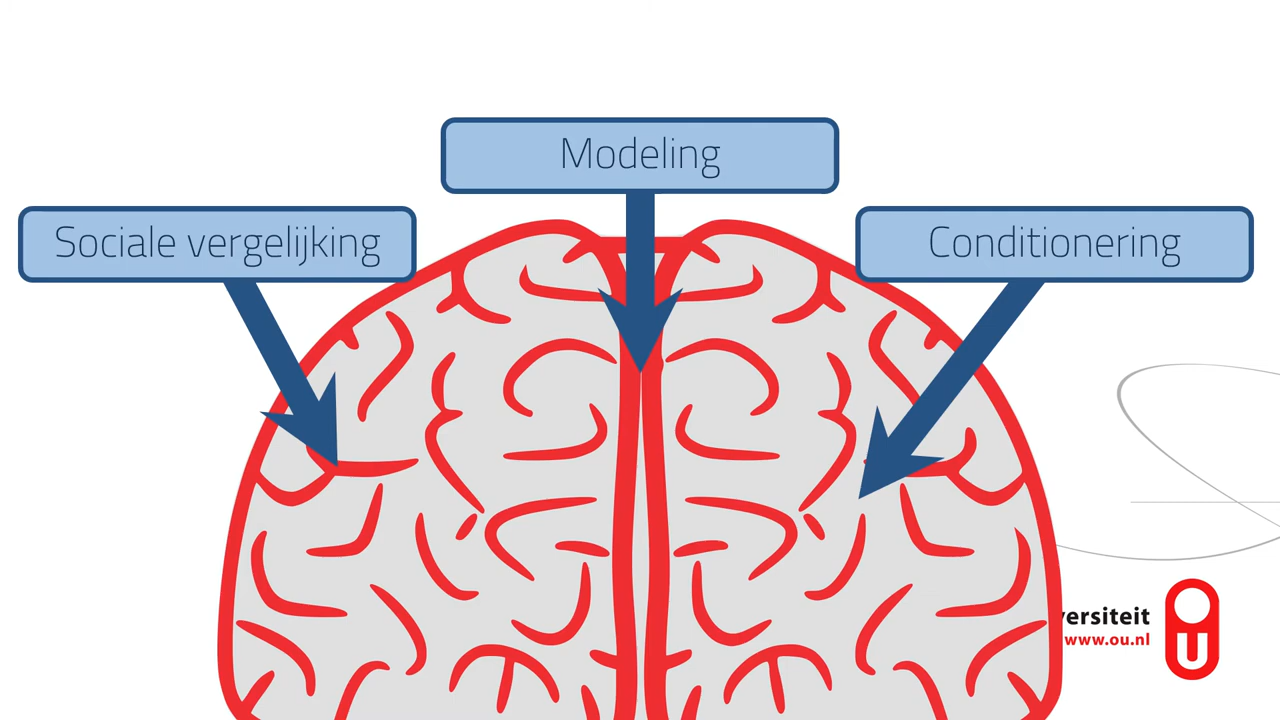 Modeling
Sociale vergelijking
Conditionering
versiteit
www.ou.nl